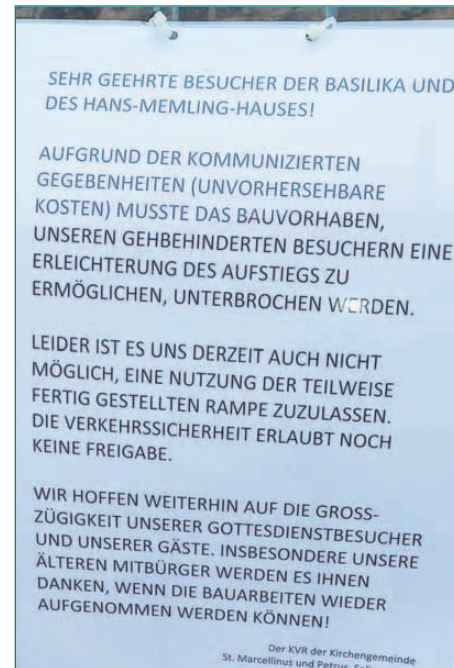 SEHR GEEHRTE BESUCHER DER BASILIKA UND
DES HANS-MEMLING-HAUSES!
AUFGRUND DER KOMMUNIZIERTEN
GEGEBENHEITEN (UNVORHERSEHBARE
KOSTEN) MUSSTE DAS BAUVORHABEN,
UNSEREN GEHBEHINDERTEN BESUCHERN EINE
ERLEICHTERUNG DES AUFSTIEGS ZU
ERMÖGLICHEN, UNTERBROCHEN WERDEN.
LEIDER IST ES UNS DERZEIT AUCH NICHT
MÖGLICH, EINE NUTZUNG DER TEILWEISE
FERTIG GESTELLTEN RAMPE ZUZULASSEN.
DIE VERKEHRSSICHERHEIT ERLAUBT NOCH
KEINE FREIGABE.
WIR HOFFEN WEITERHIN AUF DIE GROSS-
ZÜGIGKEIT UNSERER GOTTESDIENSTBESUCHER
UND UNSERER GÄSTE. INSBESONDERE UNSERE
ÄLTEREN MITBÜRGER WERDEN ES IHNEN
DANKEN, WENN DIE BAUARBEITEN WIEDER
AUFGENOMMEN WERDEN KÖNNEN!
Der KVR der Kirchengemeinde
St. Marcellinus und Petrus,